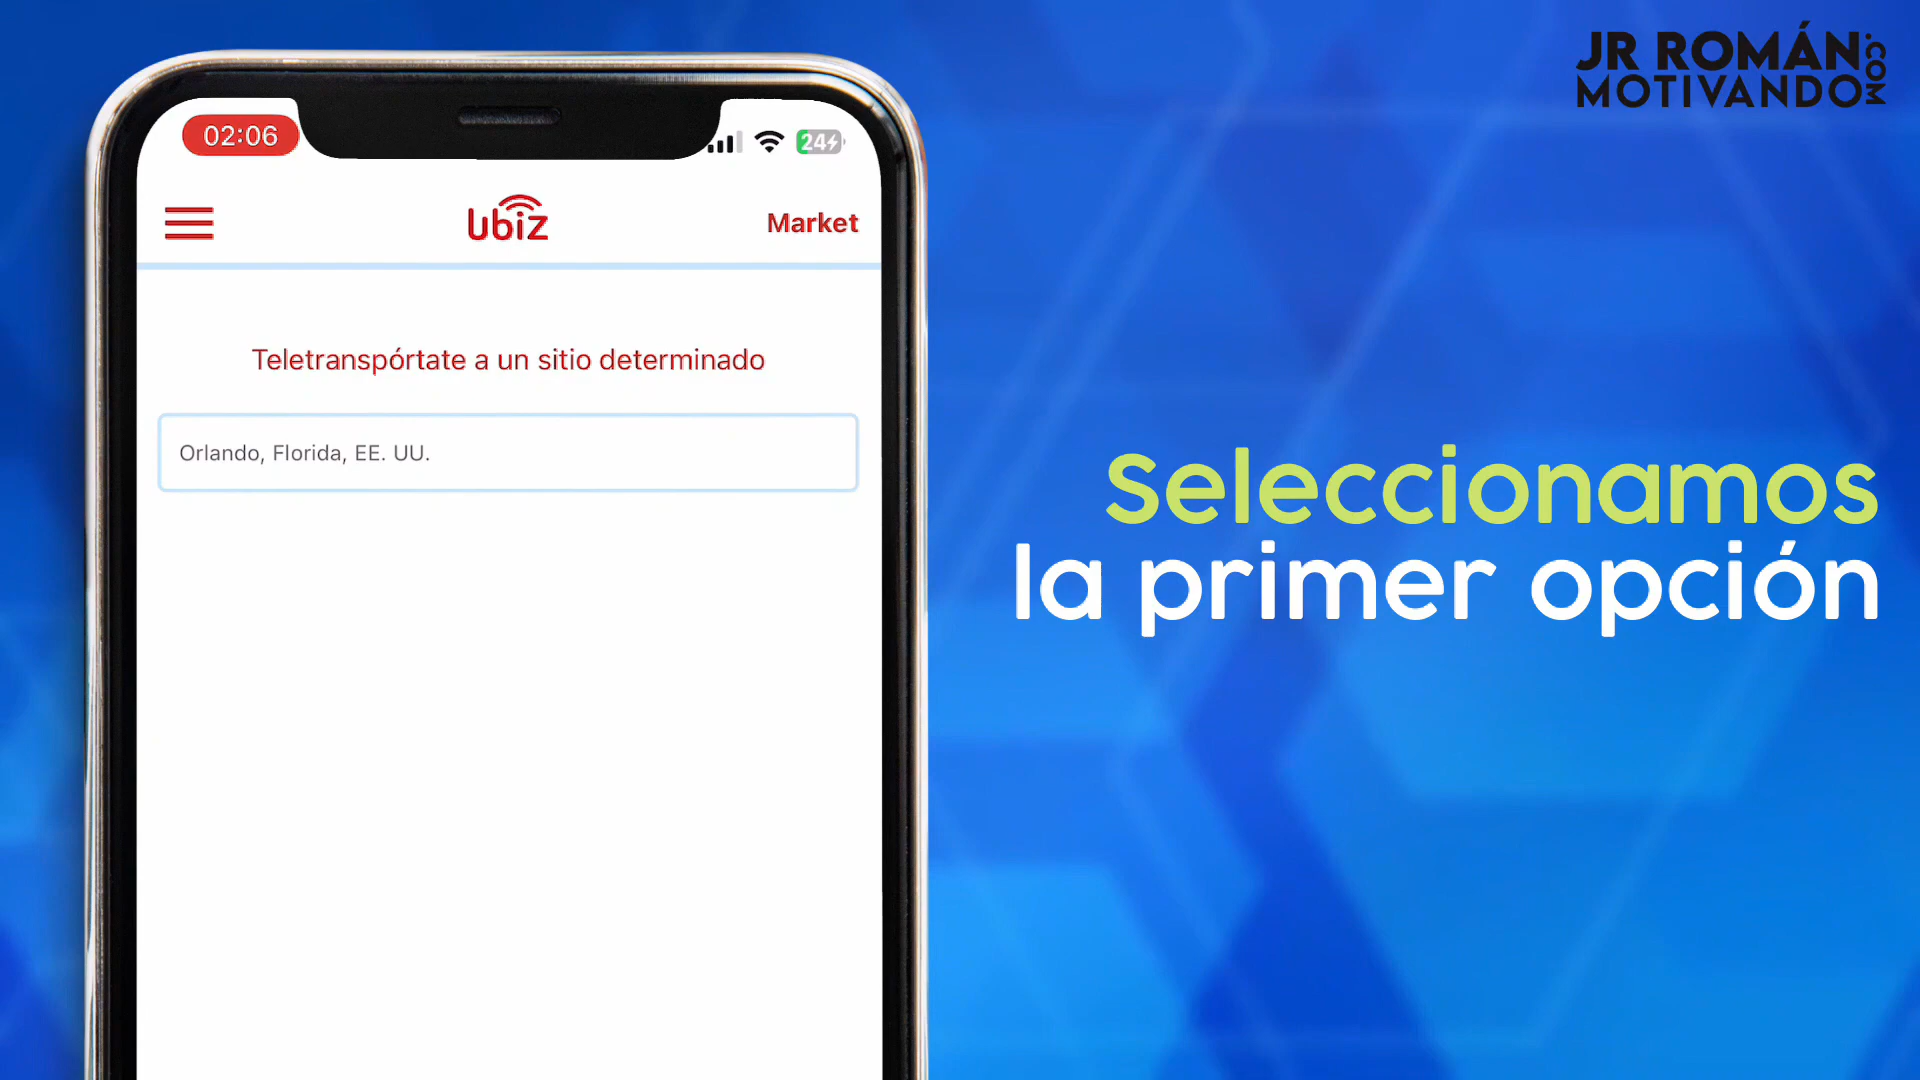 JR ROMÁN
MOTIVANDO
.COM
02:06
24
ubiz
Market
Teletranspórtate a un sitio determinado
Orlando, Florida, EE. UU.
Seleccionamos
la primer opción